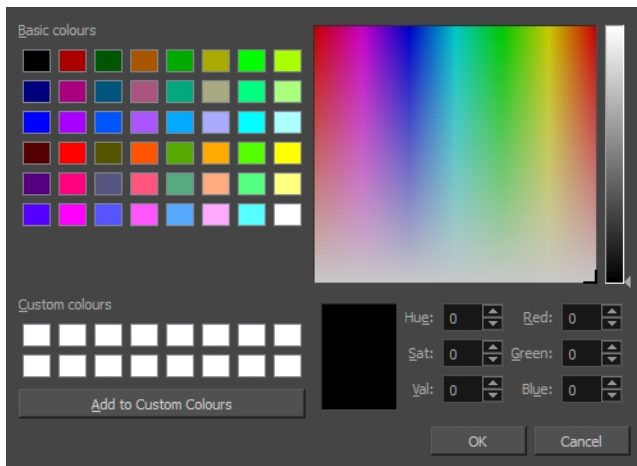 Basic colours
Custom colours
Add to Custom Colours
Hue: 0 Red: 0
Sat: 0 Green: 0
Val: 0 Blue: 0
OK Cancel